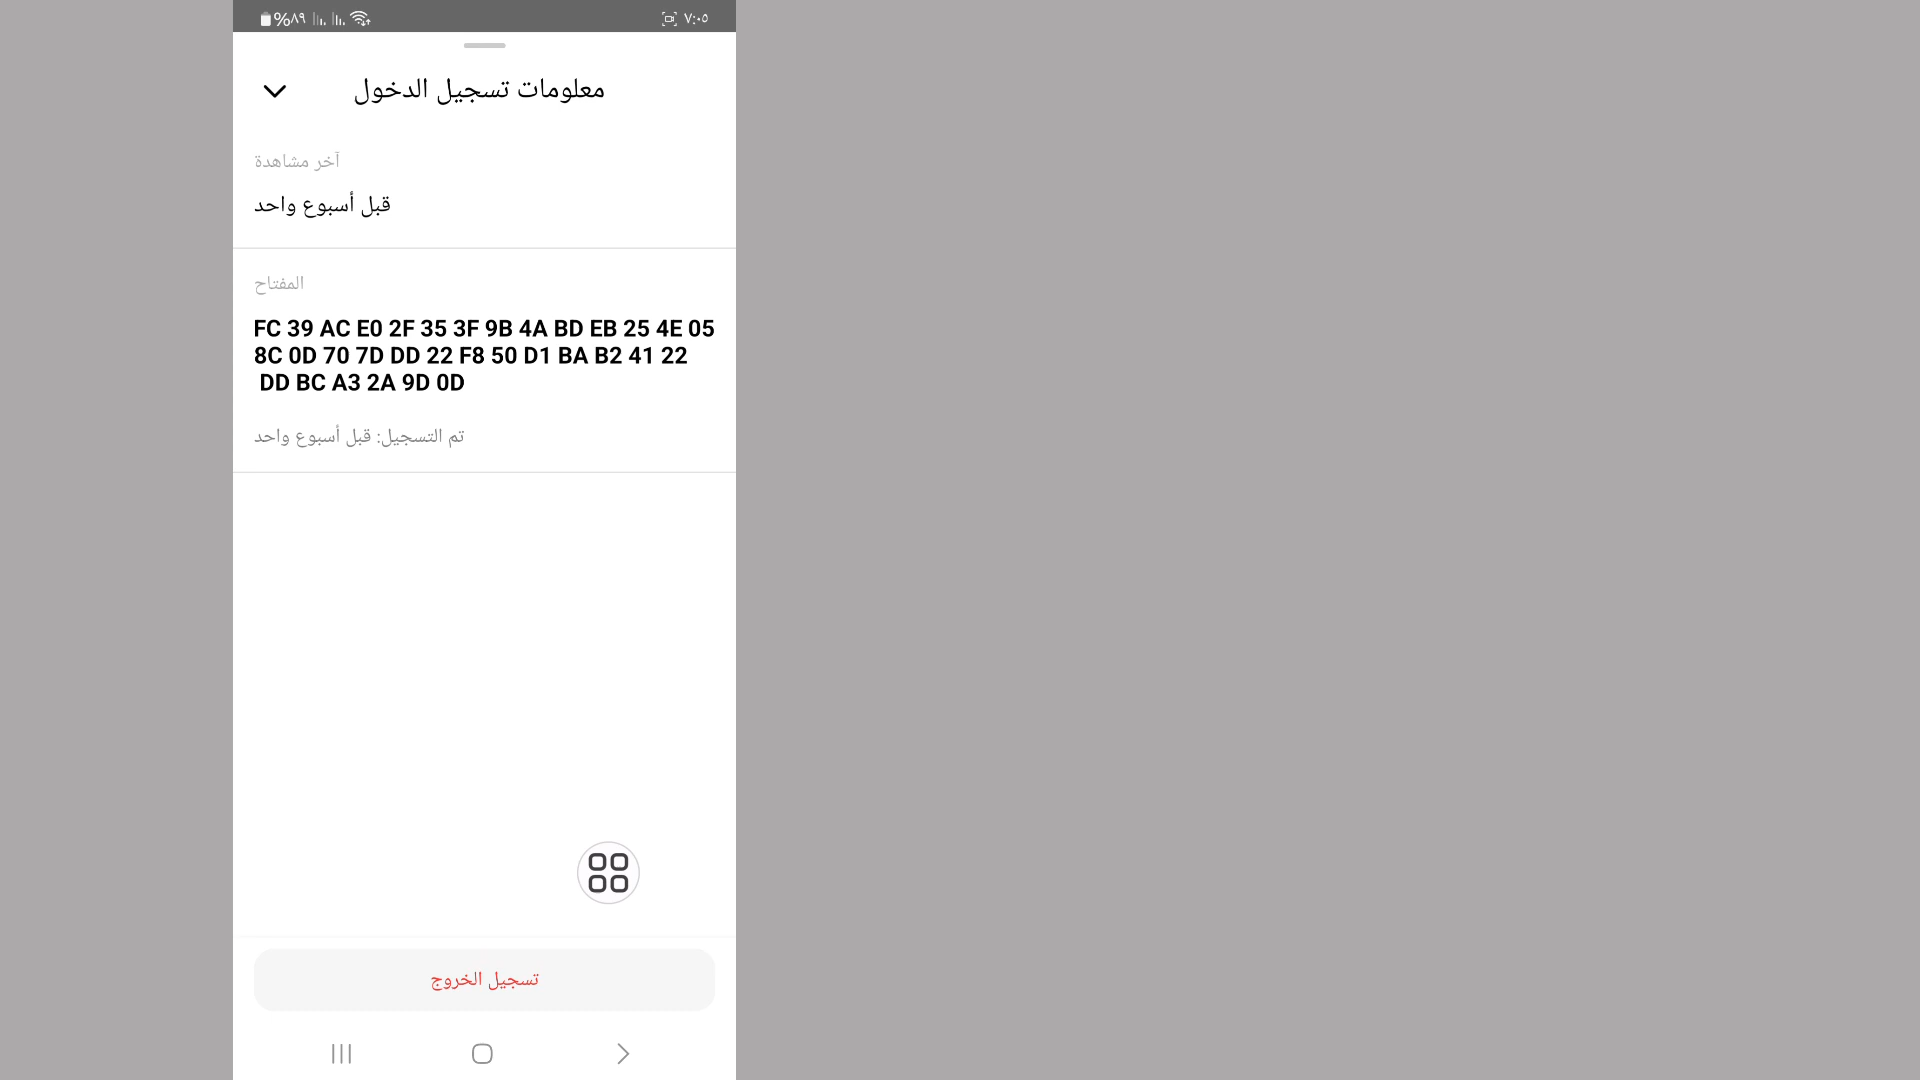 ٧:٠٥ %٨٩
معلومات تسجيل الدخول
آخر مشاهدة
قبل أسبوع واحد
المفتاح
FC 39 AC E0 2F 35 3F 9B 4A BD EB 25 4E 05
8C 0D 70 7D DD 22 F8 50 D1 BA B2 41 22
DD BC A3 2A 9D 0D
تم التسجيل: قبل أسبوع واحد
تسجيل الخروج